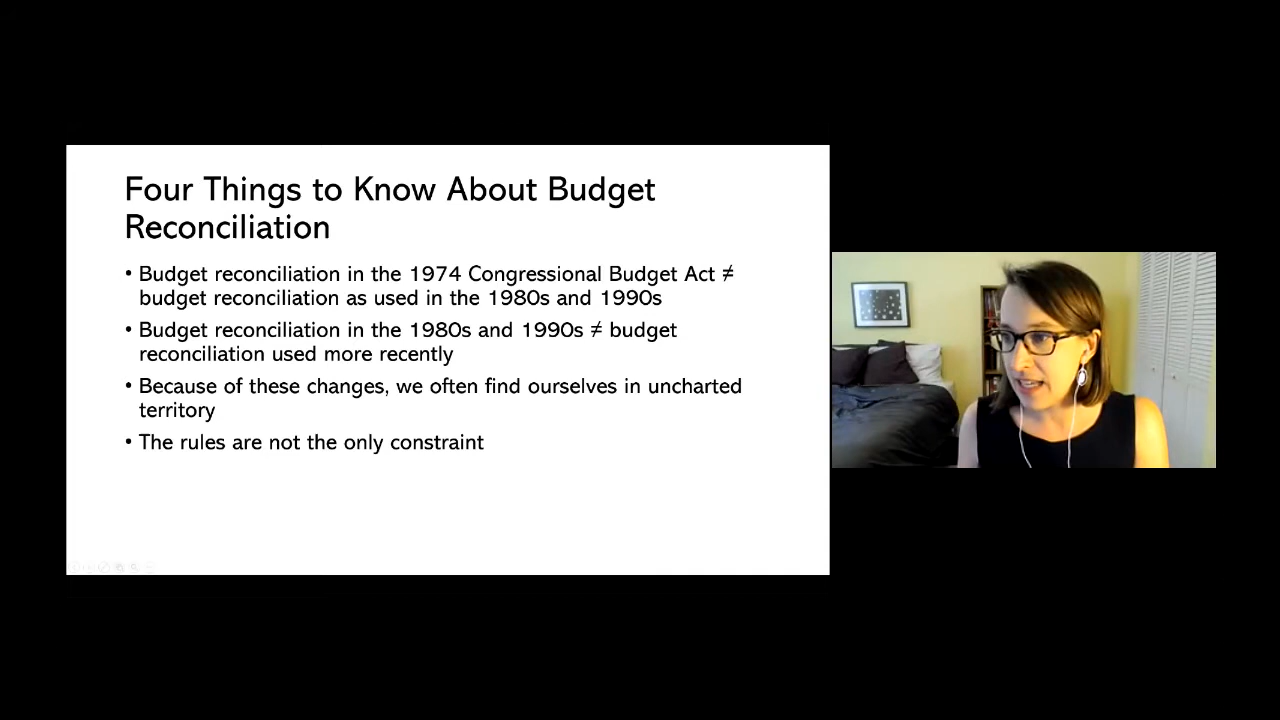 Four Things to Know About Budget
Reconciliation
• Budget reconciliation in the 1974 Congressional Budget Act ≠
budget reconciliation as used in the 1980s and 1990s
• Budget reconciliation in the 1980s and 1990s ≠ budget
reconciliation used more recently
• Because of these changes, we often find ourselves in uncharted
territory
• The rules are not the only constraint